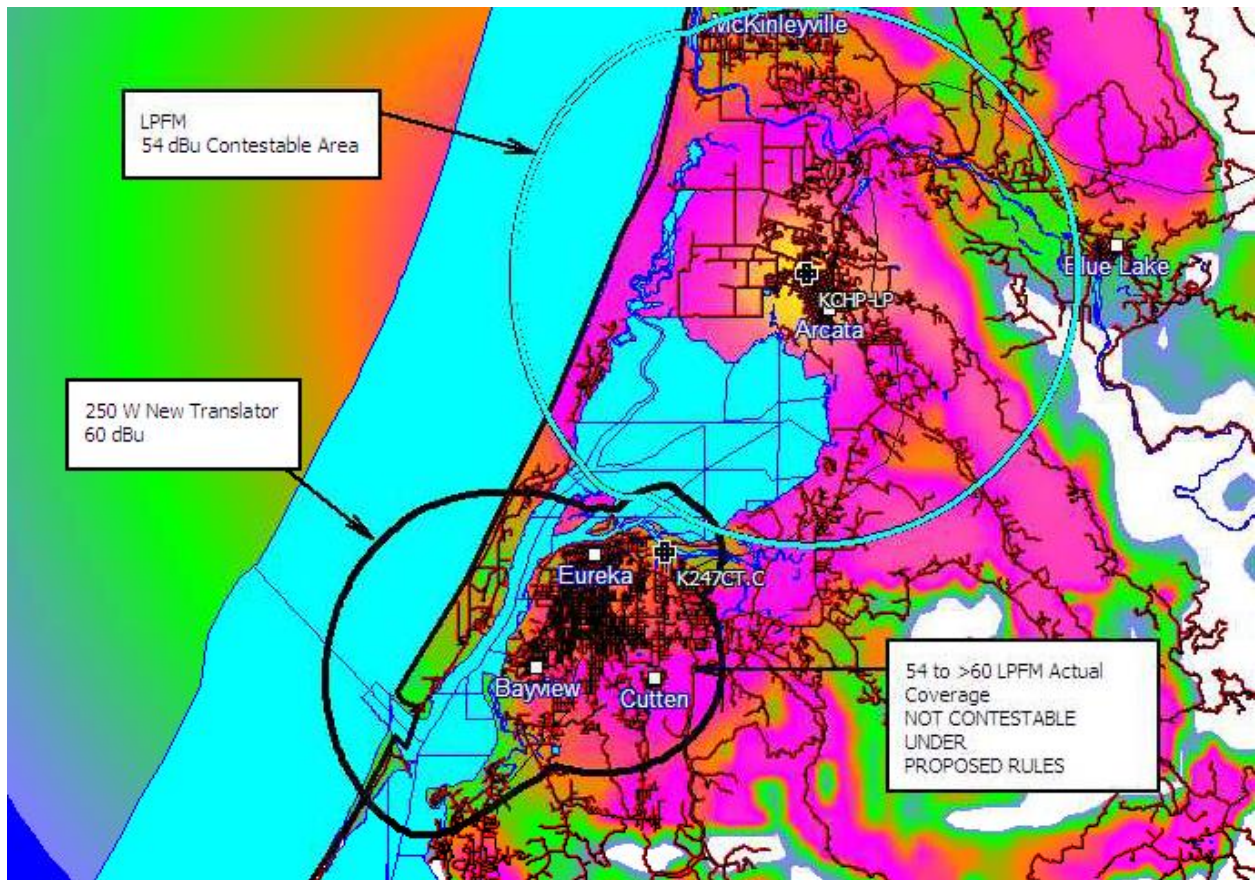 McKinleyville
LPFM
54 dBu Contestable Area
Blue Lake
KCHP-LP
Arcata
250 W New Translator
60 dBu
Eureka
K247CT.C
Bayview
Cutten
54 to >60 LPFM Actual
Coverage
NOT CONTESTABLE
UNDER
PROPOSED RULES